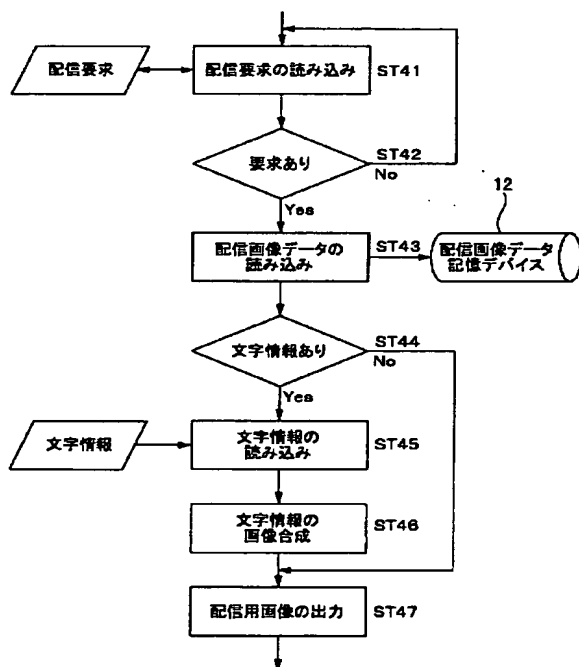 配信要求
配信要求の読み込み
ST41
要求あり
ST42
No
Yes
12
配信画像データの
読み込み
ST43
配信画像データ
記憶デバイス
文字情報あり
ST44
No
Yes
文字情報
文字情報の
読み込み
ST45
文字情報の
画像合成
ST46
配信用画像の出力
ST47